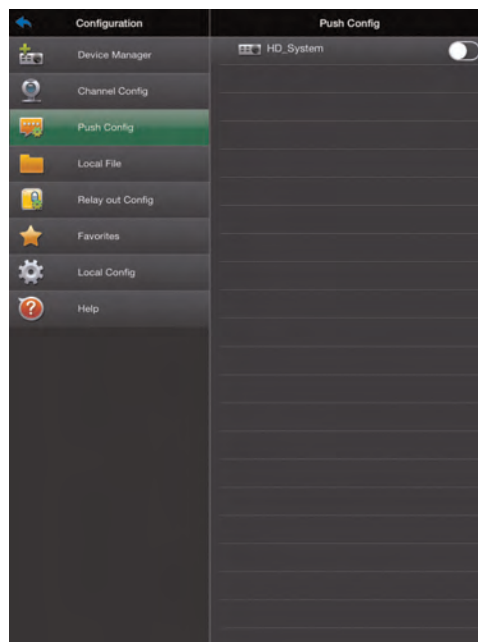 Configuration
Push Config
Device Manager
HD_System
Channel Config
Push Config
Local File
Relay out Config
Favorites
Local Config
Help